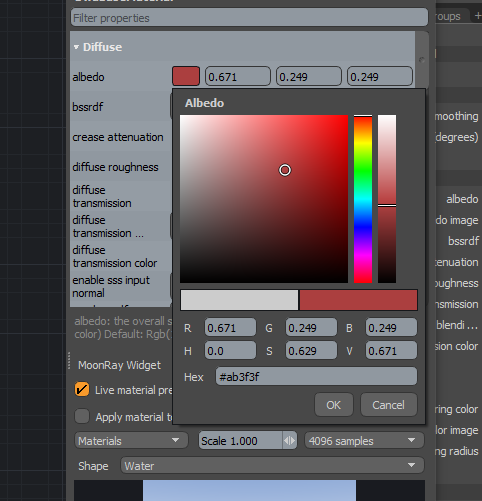 Filter properties
roups +
Diffuse
albedo 0.671 0.249 0.249
bssrdf
crease attenuation
diffuse roughness
diffuse
transmission
diffuse
transmission ...
diffuse
transmission color
enable sss input
normal
albedo: the overall s
color) Default: Rgb(
MoonRay Widget
Live material pre
Apply material to
Albedo
R 0.671 G 0.249 B 0.249
H 0.0 S 0.629 V 0.671
Hex #ab3f3f
OK Cancel
Materials Scale 1.000 4096 samples
Shape Water
moothing
degrees)
albedo
do image
bssrdf
tenuation
oughness
nsmission
blendi ...
sion color
ring color
lor image
ng radius